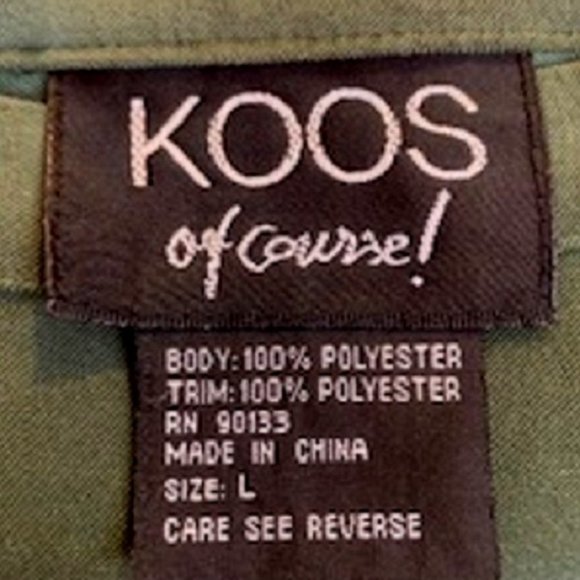 KOOS
of course!
BODY: 100% POLYESTER
TRIM: 100% POLYESTER
RN 90133
MADE IN CHINA
SIZE: L
CARE SEE REVERSE